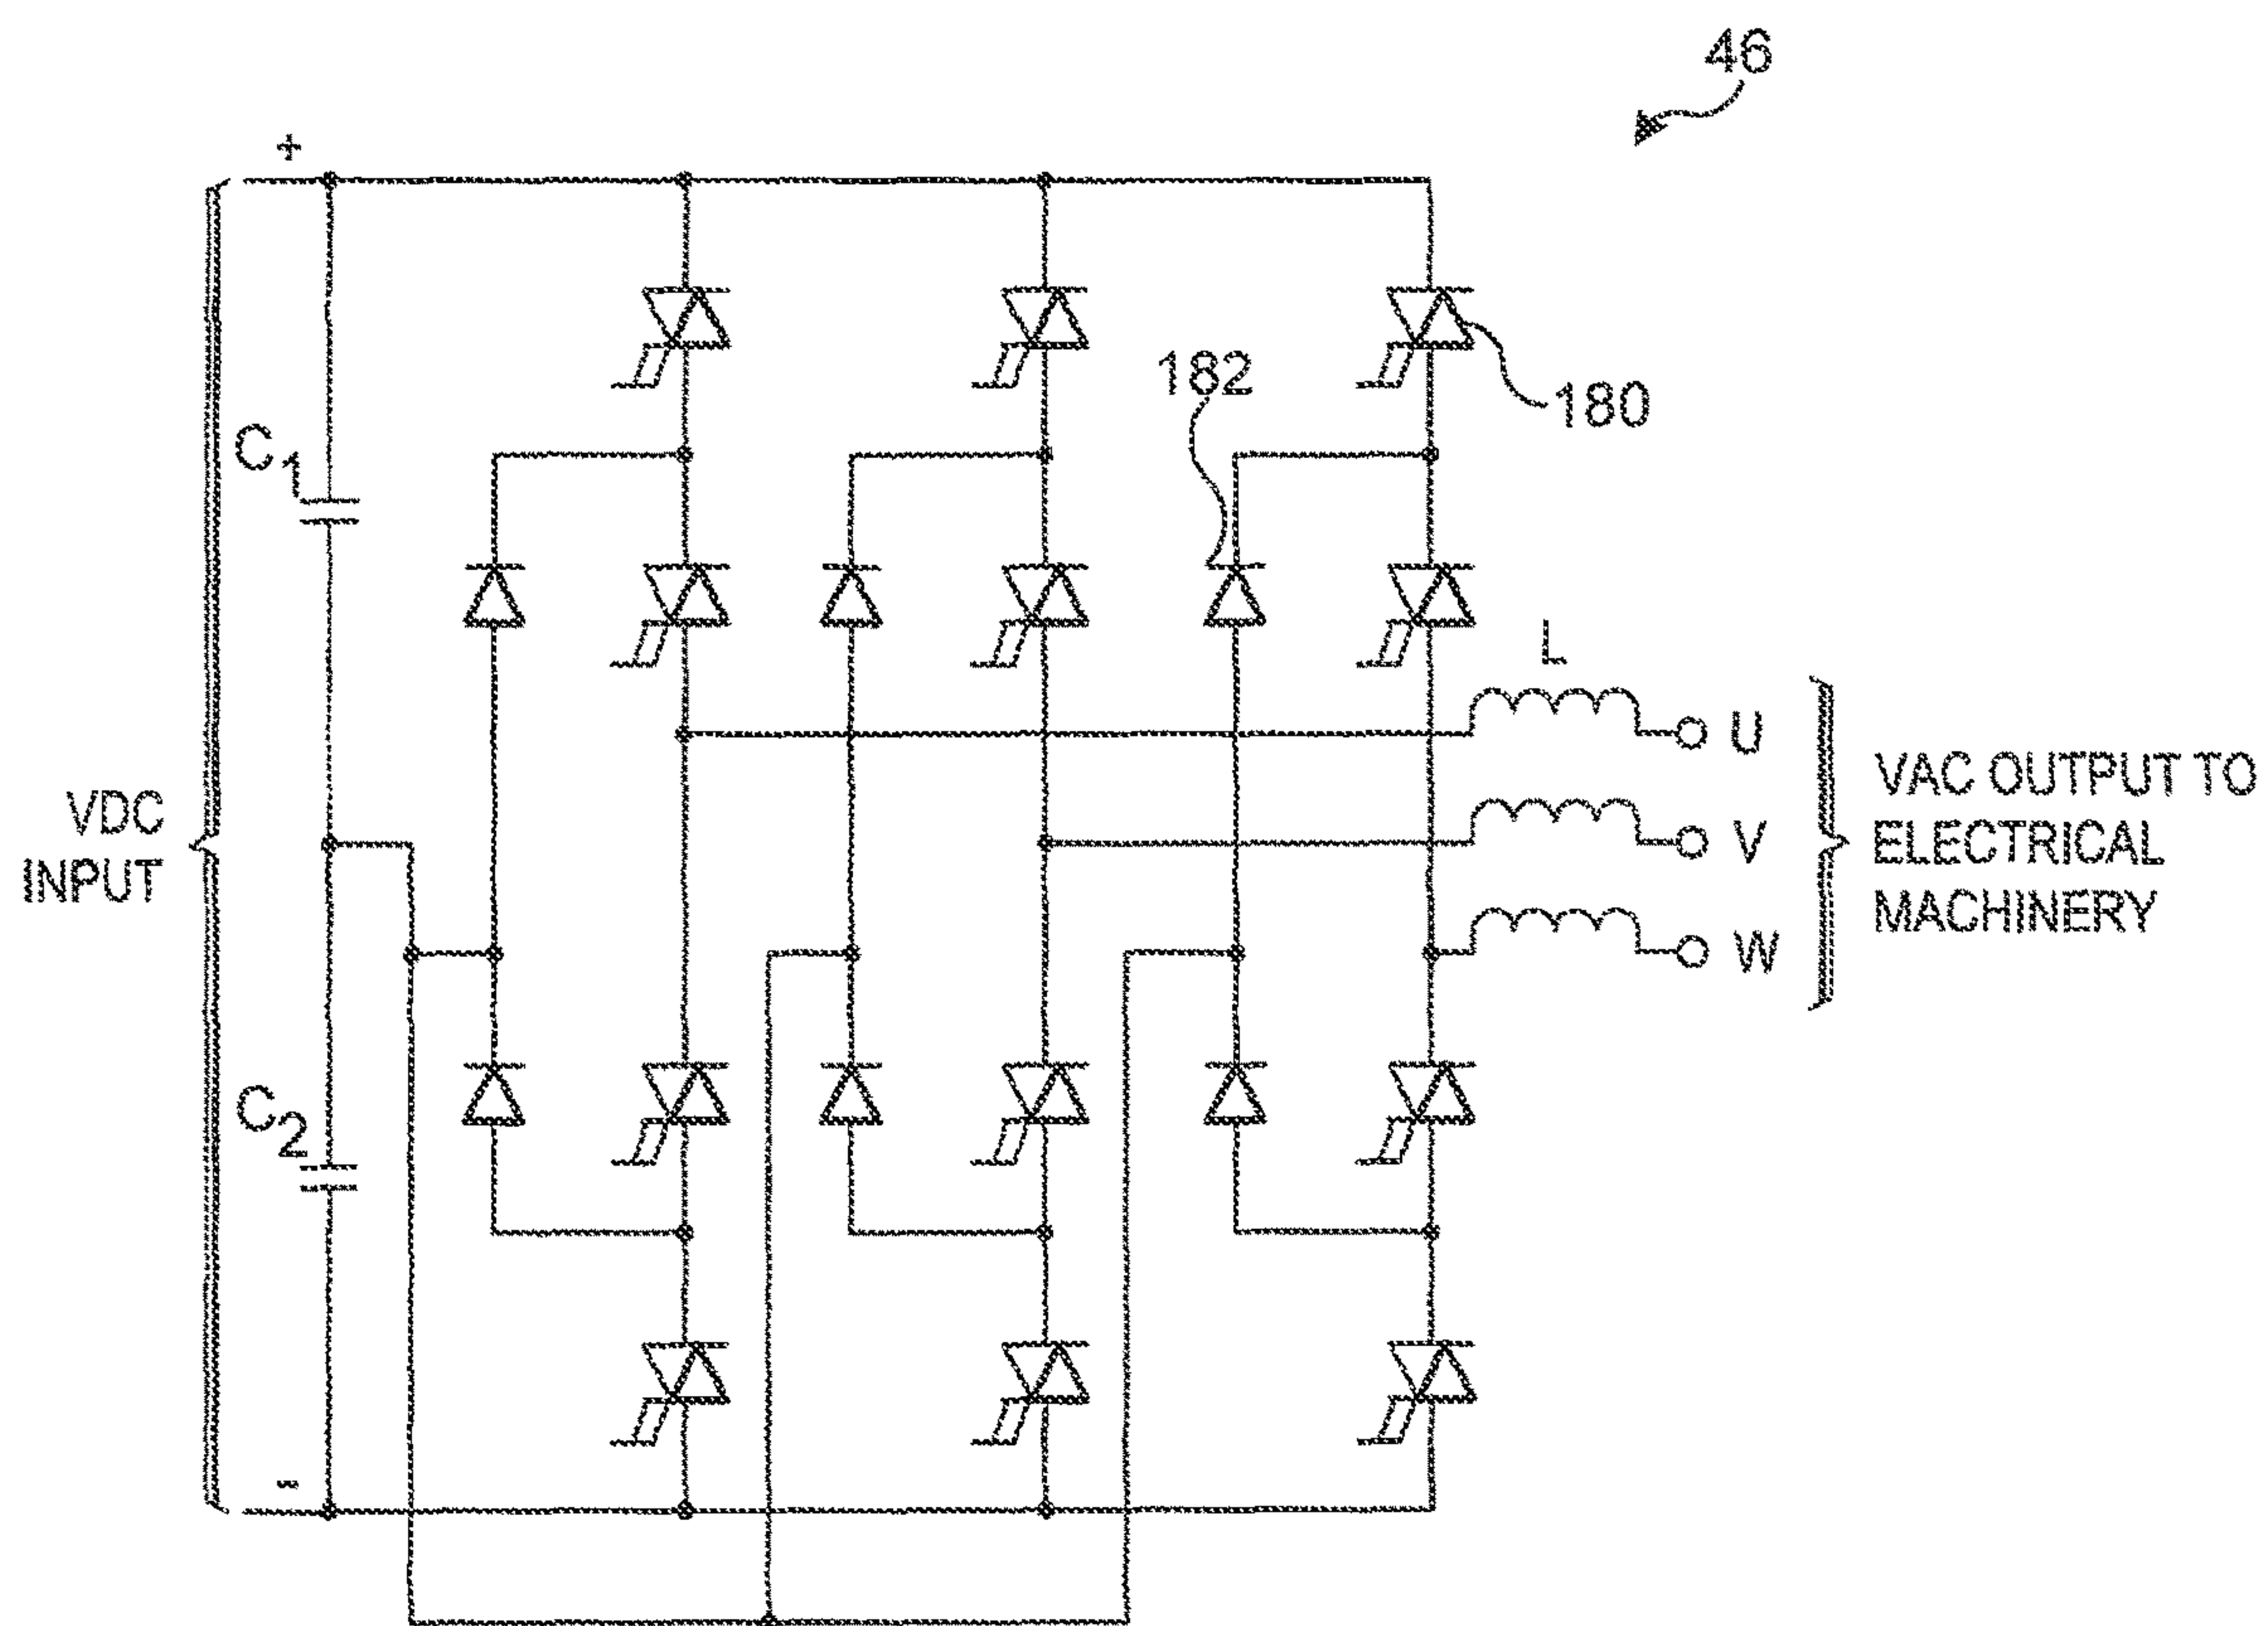 46
+
182
180
C1
L
U
VDC
INPUT
V
VAC OUTPUT TO
ELECTRICAL
MACHINERY
W
C2
-